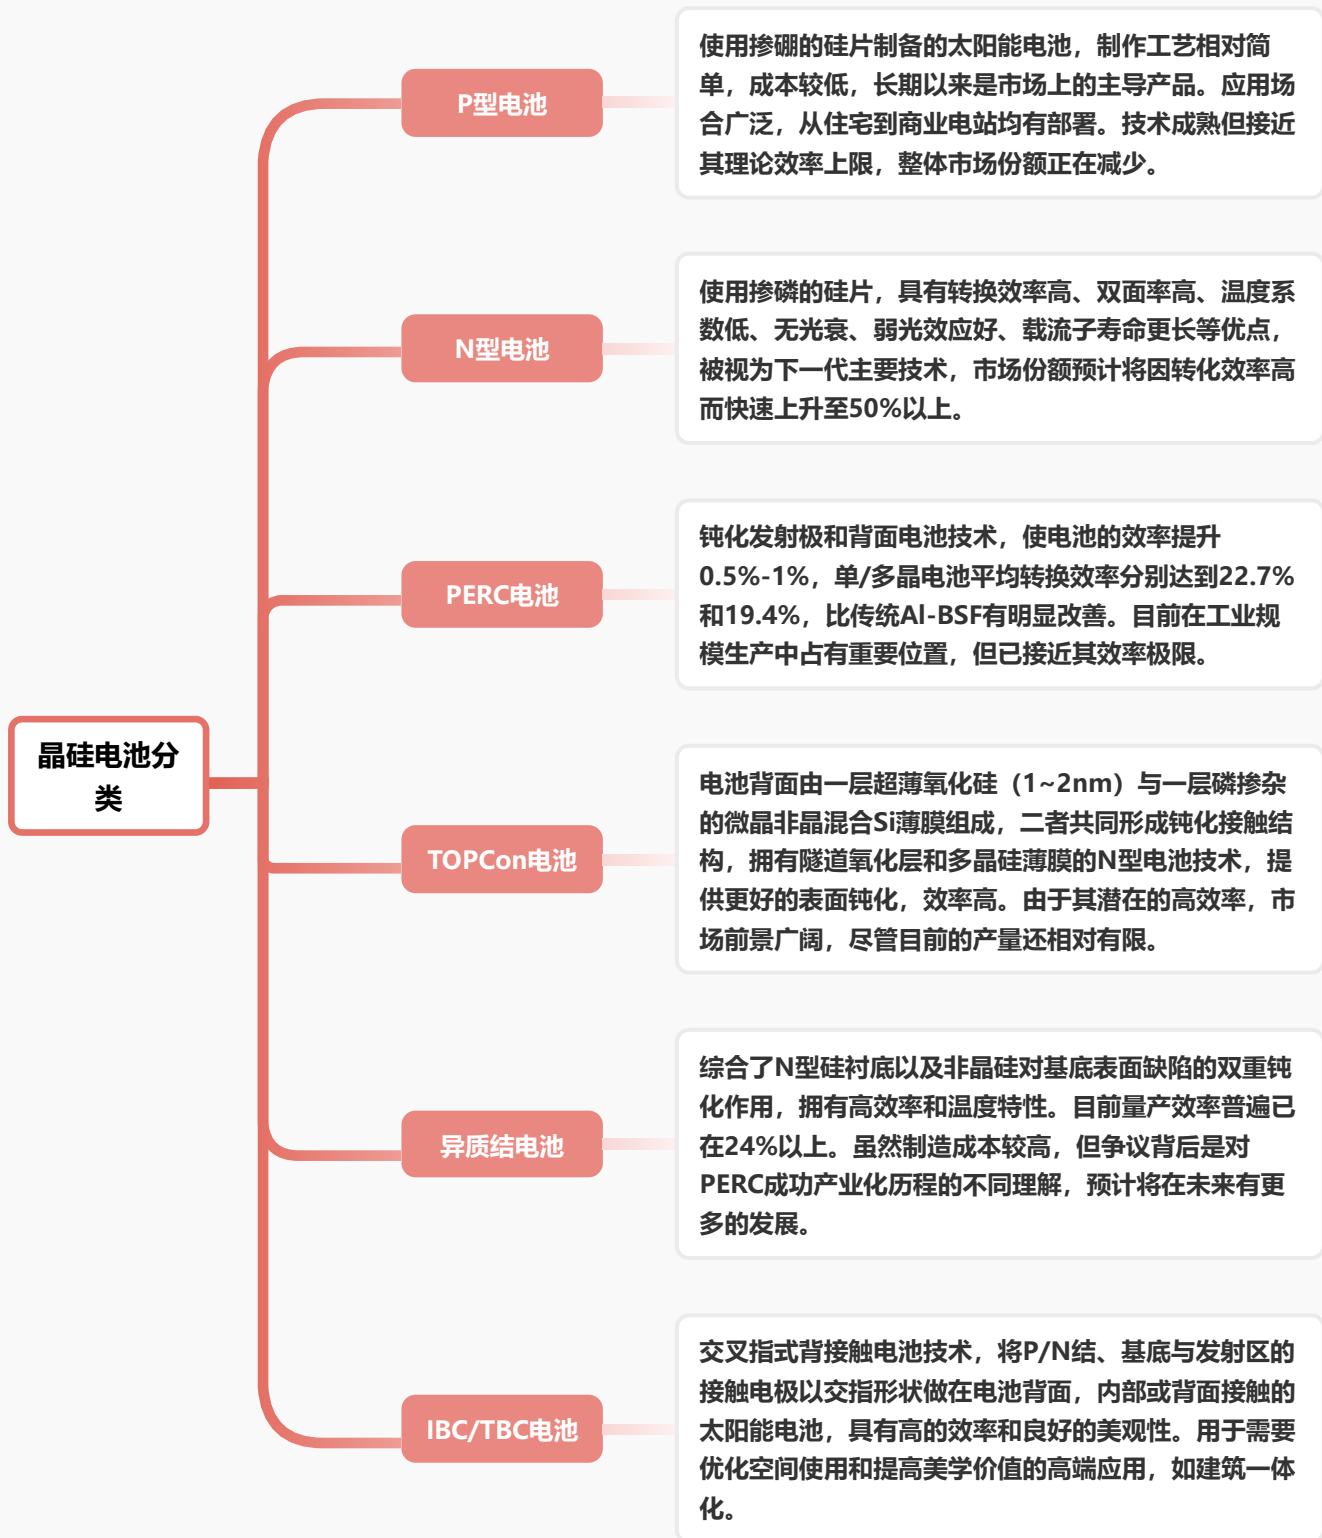 晶硅电池分
类
P型电池
使用掺硼的硅片制备的太阳能电池，制作工艺相对简
单，成本较低，长期以来是市场上的主导产品。应用场
合广泛，从住宅到商业电站均有部署。技术成熟但接近
其理论效率上限，整体市场份额正在减少。
N型电池
使用掺磷的硅片，具有转换效率高、双面率高、温度系
数低、无光衰、弱光效应好、载流子寿命更长等优点，
被视为下一代主要技术，市场份额预计将因转化效率高
而快速上升至50%以上。
PERC电池
钝化发射极和背面电池技术，使电池的效率提升
0.5%-1%，单/多晶电池平均转换效率分别达到22.7%
和19.4%，比传统Al-BSF有明显改善。目前在工业规
模生产中占有重要位置，但已接近其效率极限。
TOPCon电池
电池背面由一层超薄氧化硅（1~2nm）与一层磷掺杂
的微晶非晶混合Si薄膜组成，二者共同形成钝化接触结
构，拥有隧道氧化层和多晶硅薄膜的N型电池技术，提
供更好的表面钝化，效率高。由于其潜在的高效率，市
场前景广阔，尽管目前的产量还相对有限。
异质结电池
综合了N型硅衬底以及非晶硅对基底表面缺陷的双重钝
化作用，拥有高效率和温度特性。目前量产效率普遍已
在24%以上。虽然制造成本较高，但争议背后是对
PERC成功产业化历程的不同理解，预计将在未来有更
多的发展。
IBC/TBC电池
交叉指式背接触电池技术，将P/N结、基底与发射区的
接触电极以交指形状做在电池背面，内部或背面接触的
太阳能电池，具有高的效率和良好的美观性。用于需要
优化空间使用和提高美学价值的高端应用，如建筑一体
化。